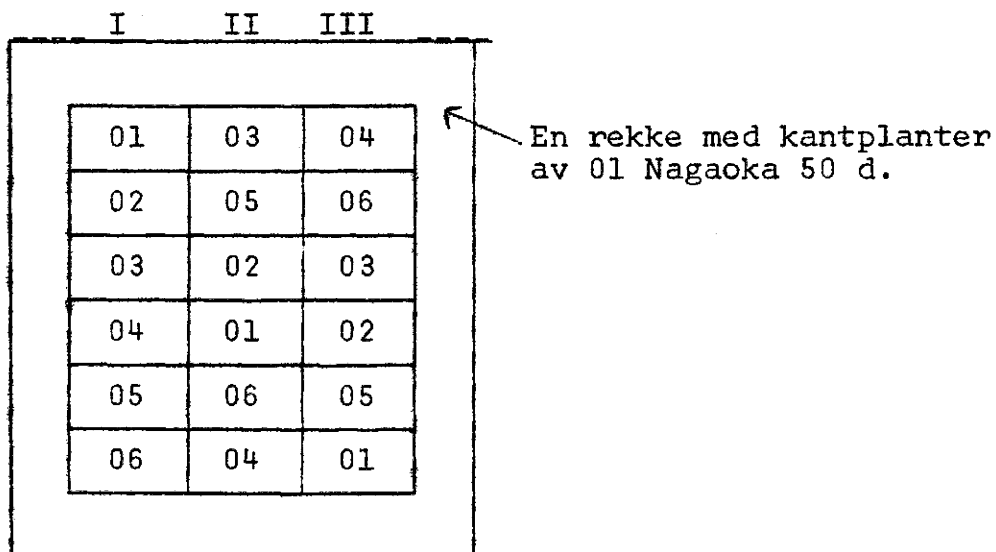 I II III
01 03 04
En rekke med kantplanter
av 01 Nagaoka 50 d.
02 05 06
03 02 03
04 01 02
05 06 05
06 04 01